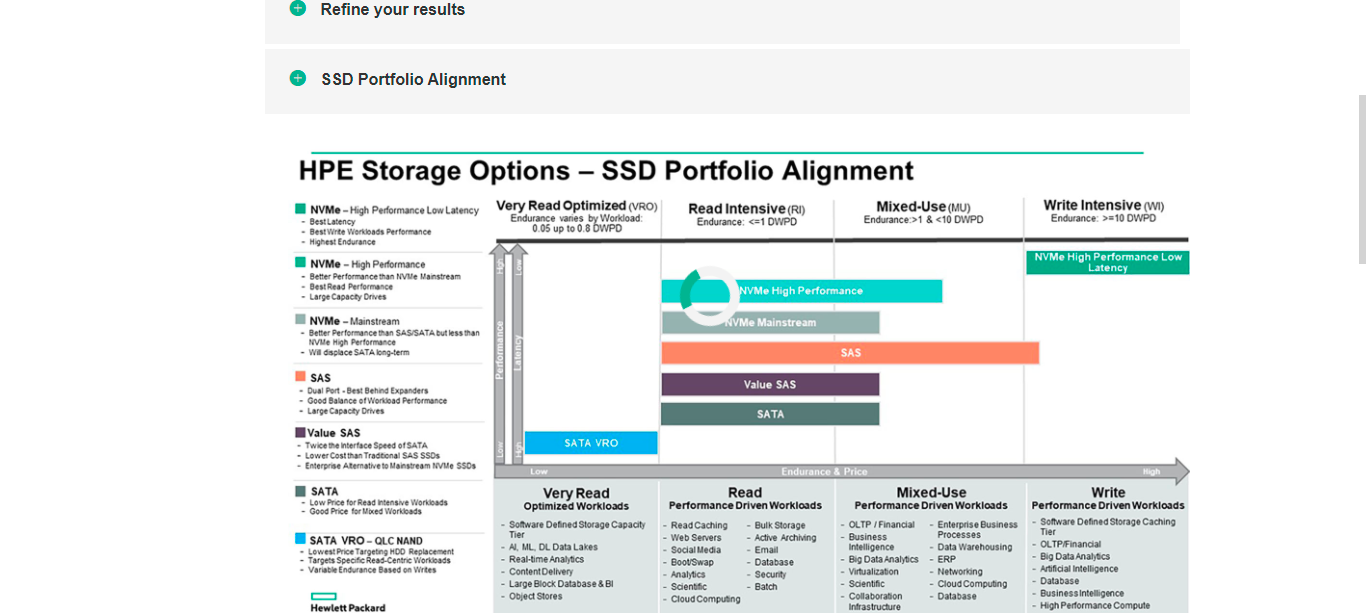 Refine your results
SSD Portfolio Alignment
HPE Storage Options – SSD Portfolio Alignment
NVMe – High Performance Low Latency
- Best Latency
- Best Write Workloads Performance
- Highest Endurance
NVMe – High Performance
- Better Performance than NVMe Mainstream
- Best Read Performance
- Large Capacity Drives
NVMe – Mainstream
- Better Performance than SAS/SATA but less than
NVMe High Performance
- Will displace SATA long-term
SAS
- Dual Port - Best Behind Expanders
- Good Balance of Workload Performance
- Large Capacity Drives
Value SAS
- Twice the Interface Speed of SATA
- Lower Cost than Traditional SAS SSDs
- Enterprise Alternative to Mainstream NVMe SSDs
SATA
- Low Price for Read Intensive Workloads
- Good Price for Mixed Workloads
SATA VRO – QLC NAND
- Lowest Price Targeting HDD Replacement
- Targets Specific Read-Centric Workloads
- Variable Endurance Based on Writes
Hewlett Packard
Very Read Optimized (VRO)
Endurance varies by Workload:
0.05 up to 0.8 DWPD
Read Intensive (RI)
Endurance: <=1 DWPD
Mixed-Use (MU)
Endurance:>1 & <10 DWPD
Write Intensive (WI)
Endurance: >=10 DWPD
High
Performance
Low
Low
Latency
High
NVMe High Performance Low
Latency
NVMe High Performance
NVMe Mainstream
SAS
Value SAS
SATA
SATA VRO
Low
Endurance & Price
High
Very Read
Optimized Workloads
- Software Defined Storage Capacity
Tier
- AI, ML, DL Data Lakes
- Real-time Analytics
- Content Delivery
- Large Block Database & BI
- Object Stores
Read
Performance Driven Workloads
- Read Caching
- Web Servers
- Social Media
- Boot/Swap
- Analytics
- Scientific
- Cloud Computing
- Bulk Storage
- Active Archiving
- Email
- Database
- Security
- Batch
Mixed-Use
Performance Driven Workloads
- OLTP / Financial
- Business
Intelligence
- Big Data Analytics
- Virtualization
- Scientific
- Collaboration
Infrastructure
- Enterprise Business
Processes
- Data Warehousing
- ERP
- Networking
- Cloud Computing
- Database
Write
Performance Driven Workloads
- Software Defined Storage Caching
Tier
- OLTP/Financial
- Big Data Analytics
- Artificial Intelligence
- Database
- Business Intelligence
- High Performance Compute